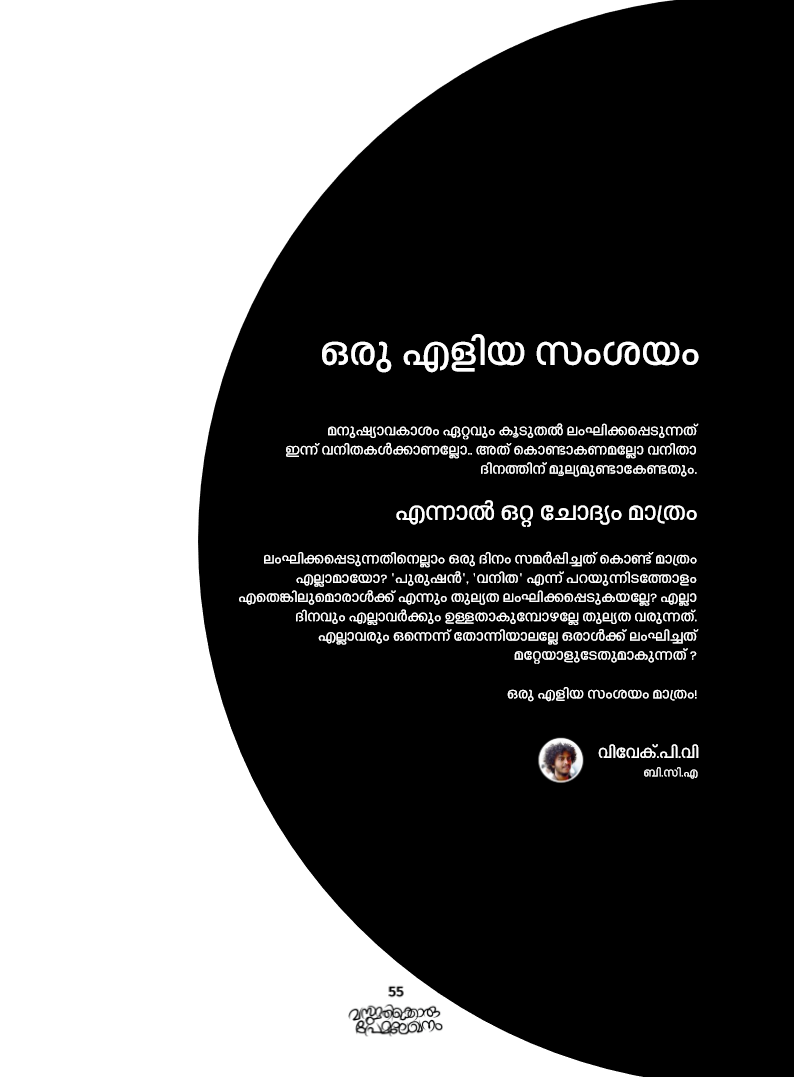 ഒരു എളിയ സംശയം
മനുഷ്യാവകാശം ഏറ്റവും കൂടുതൽ ലംഘിക്കപ്പെടുന്നത്
ഇന്ന് വനിതകൾക്കാണല്ലോ.. അത് കൊണ്ടാകണമല്ലോ വനിതാ
ദിനത്തിന് മൂല്യമുണ്ടാകേണ്ടതും.
എന്നാൽ ഒറ്റ ചോദ്യം മാത്രം
ലംഘിക്കപ്പെടുന്നതിനെല്ലാം ഒരു ദിനം സമർപ്പിച്ചത് കൊണ്ട് മാത്രം
എല്ലാമായോ? 'പുരുഷൻ', 'വനിത' എന്ന് പറയുന്നിടത്തോളം
എതെങ്കിലുമൊരാൾക്ക് എന്നും തുല്യത ലംഘിക്കപ്പെടുകയല്ലേ? എല്ലാ
ദിനവും എല്ലാവർക്കും ഉള്ളതാകുമ്പോഴല്ലേ തുല്യത വരുന്നത്.
എല്ലാവരും ഒന്നെന്ന് തോന്നിയാലല്ലേ ഒരാൾക്ക് ലംഘിച്ചത്
മറ്റേയാളുടേതുമാകുന്നത് ?
ഒരു എളിയ സംശയം മാത്രം!
വിവേക്.പി.വി
ബി.സി.എ
55